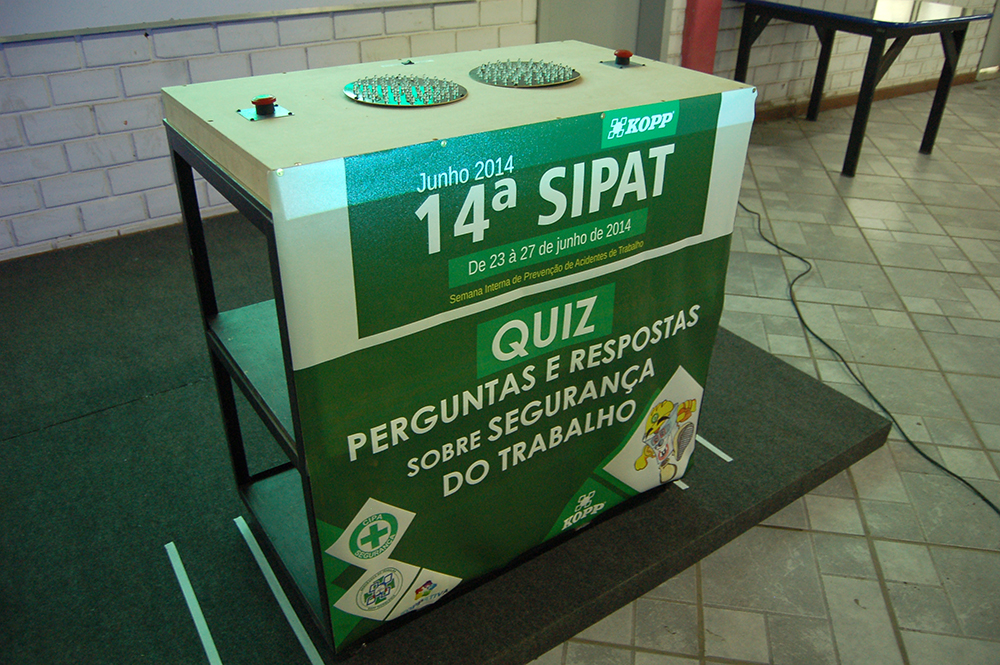 KOPP
Junho 2014
14ª SIPAT
De 23 à 27 de junho de 2014
Semana Interna de Prevenção de Acidentes de Trabalho
QUIZ
PERGUNTAS E RESPOSTAS
SOBRE SEGURANÇA
DO TRABALHO
CIPA
SEGURANÇA
KOPP